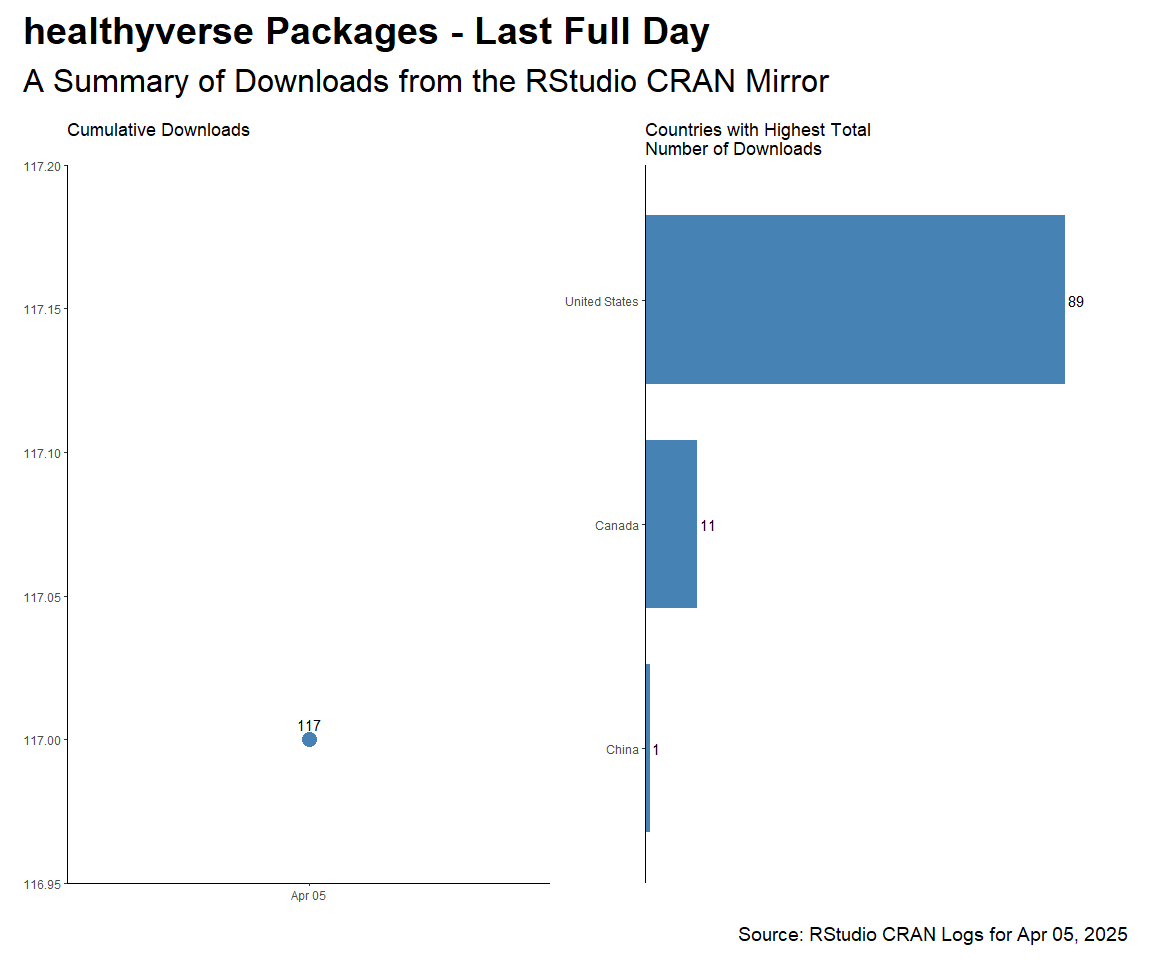 healthyverse Packages - Last Full Day
A Summary of Downloads from the RStudio CRAN Mirror
Cumulative Downloads
117.20
117.15
117.10
117.05
117.00
116.95
117
Apr 05
Countries with Highest Total
Number of Downloads
United States
89
Canada
11
China
1
Source: RStudio CRAN Logs for Apr 05, 2025